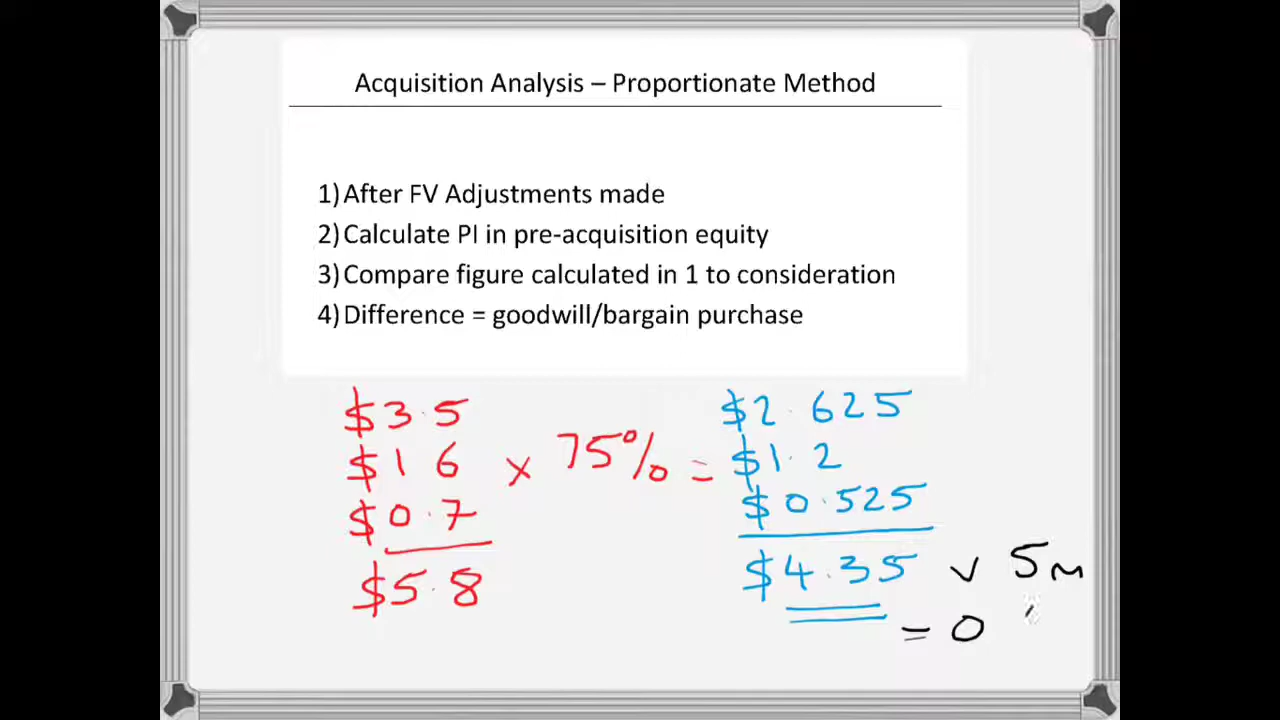 Acquisition Analysis – Proportionate Method
1) After FV Adjustments made
2) Calculate PI in pre-acquisition equity
3) Compare figure calculated in 1 to consideration
4) Difference = goodwill/bargain purchase
$3.5 $2.625
$1.6 × 75% = $1.2
$0.7 $0.525
$5.8 $4.35 v 5m
= 0